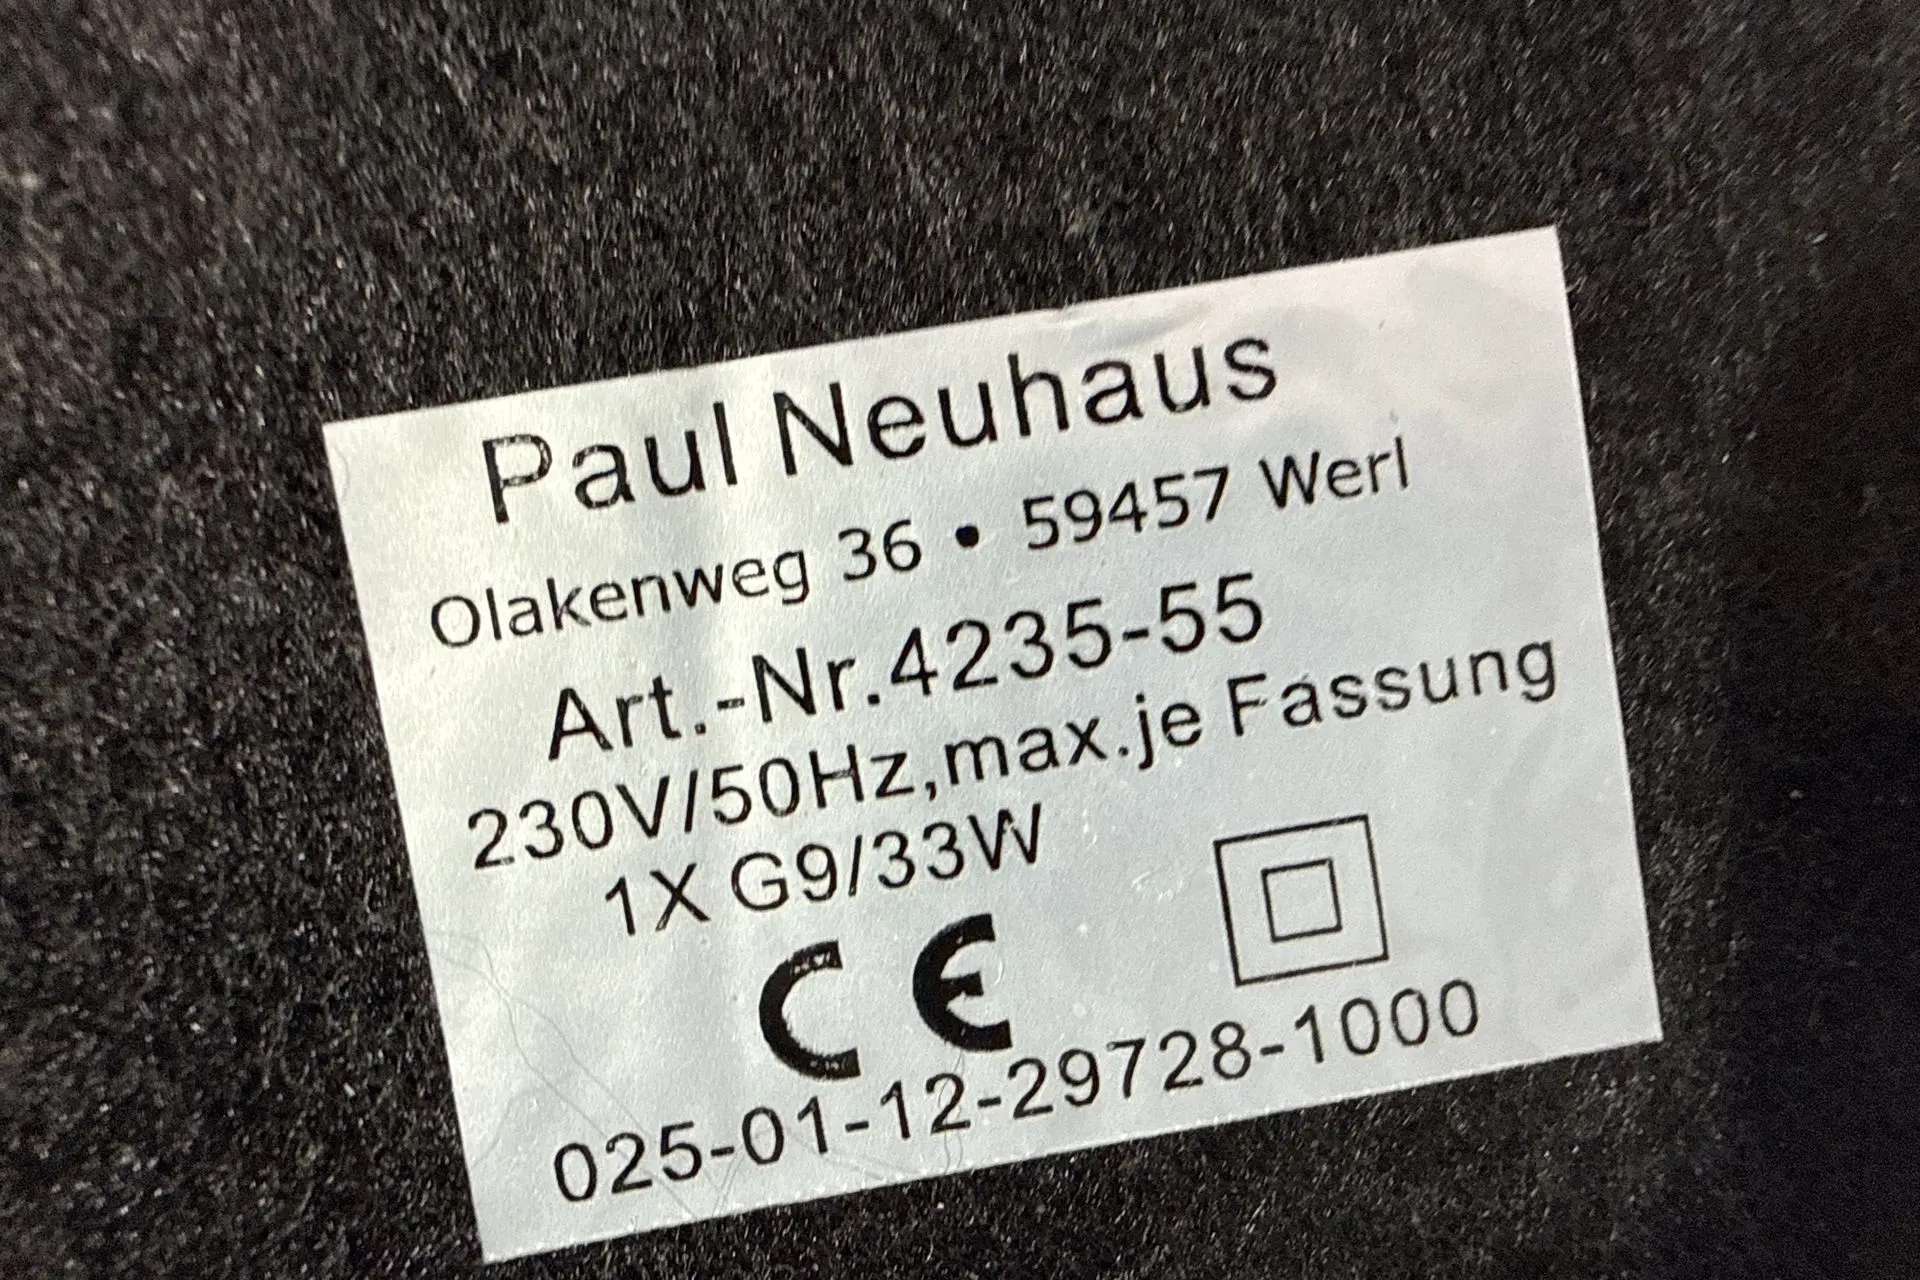 Paul Neuhaus
Olakenweg 36 • 59457 Werl
Art.-Nr.4235-55
230V/50Hz,max.je Fassung
1X G9/33W
CE
025-01-12-29728-1000